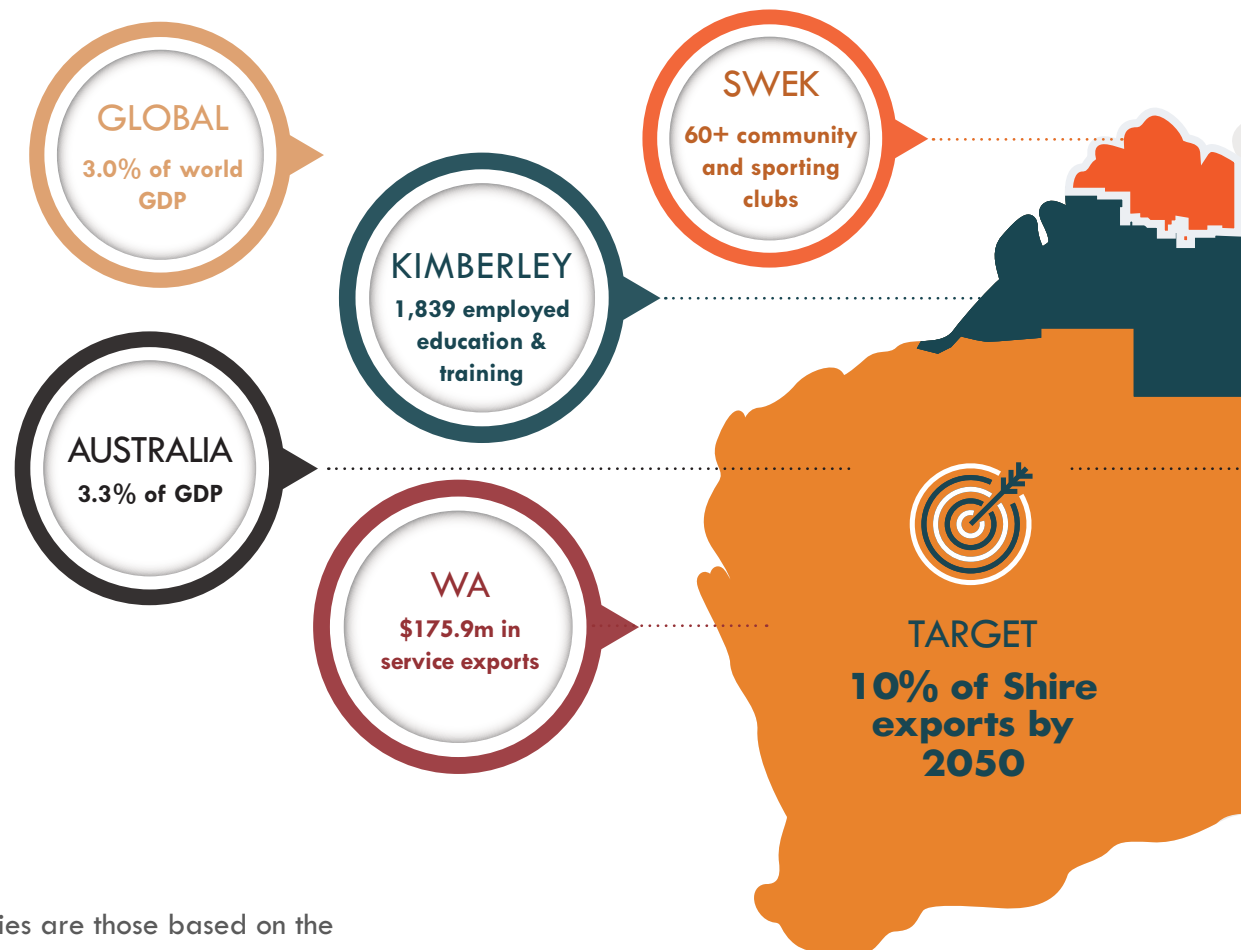 GLOBAL
3.0% of world
GDP
SWEK
60+ community
and sporting
clubs
KIMBERLEY
1,839 employed
education &
training
AUSTRALIA
3.3% of GDP
WA
$175.9m in
service exports
TARGET
10% of Shire
exports by
2050
ies are those based on the